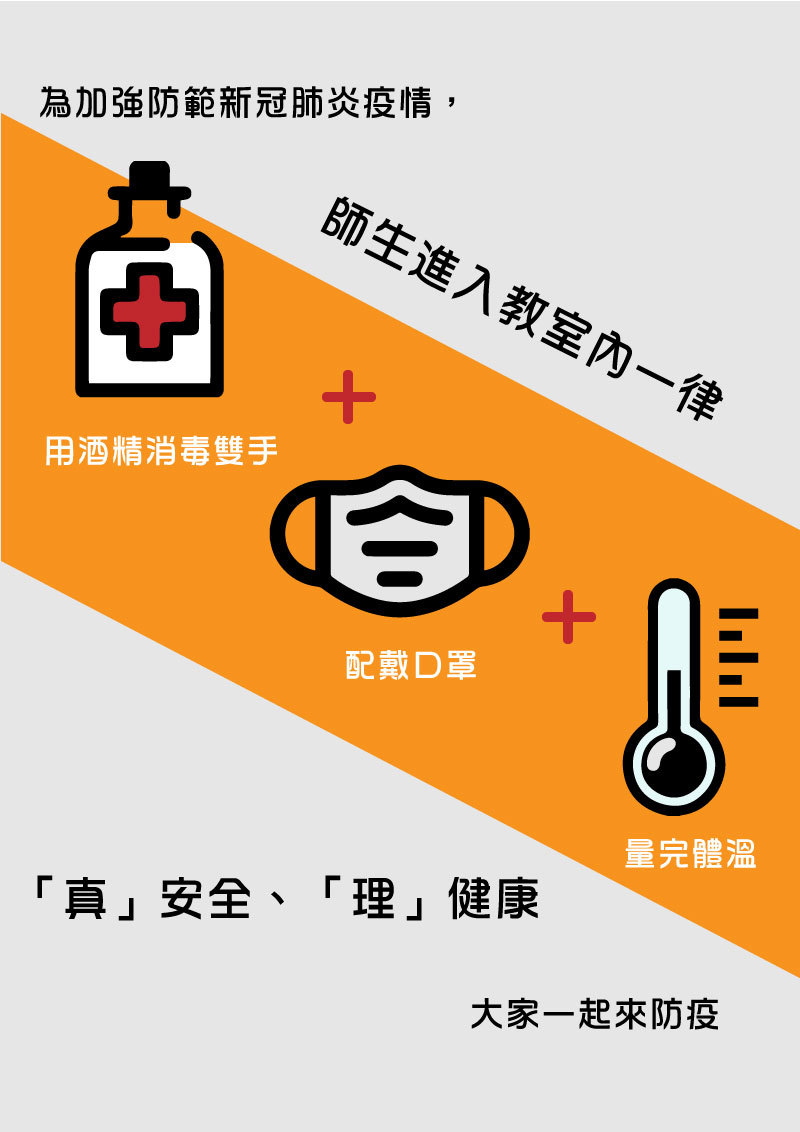 為加強防範新冠肺炎疫情，
師生進入教室內一律
用酒精消毒雙手
配戴口罩
量完體溫
「真」安全、「理」健康
大家一起來防疫